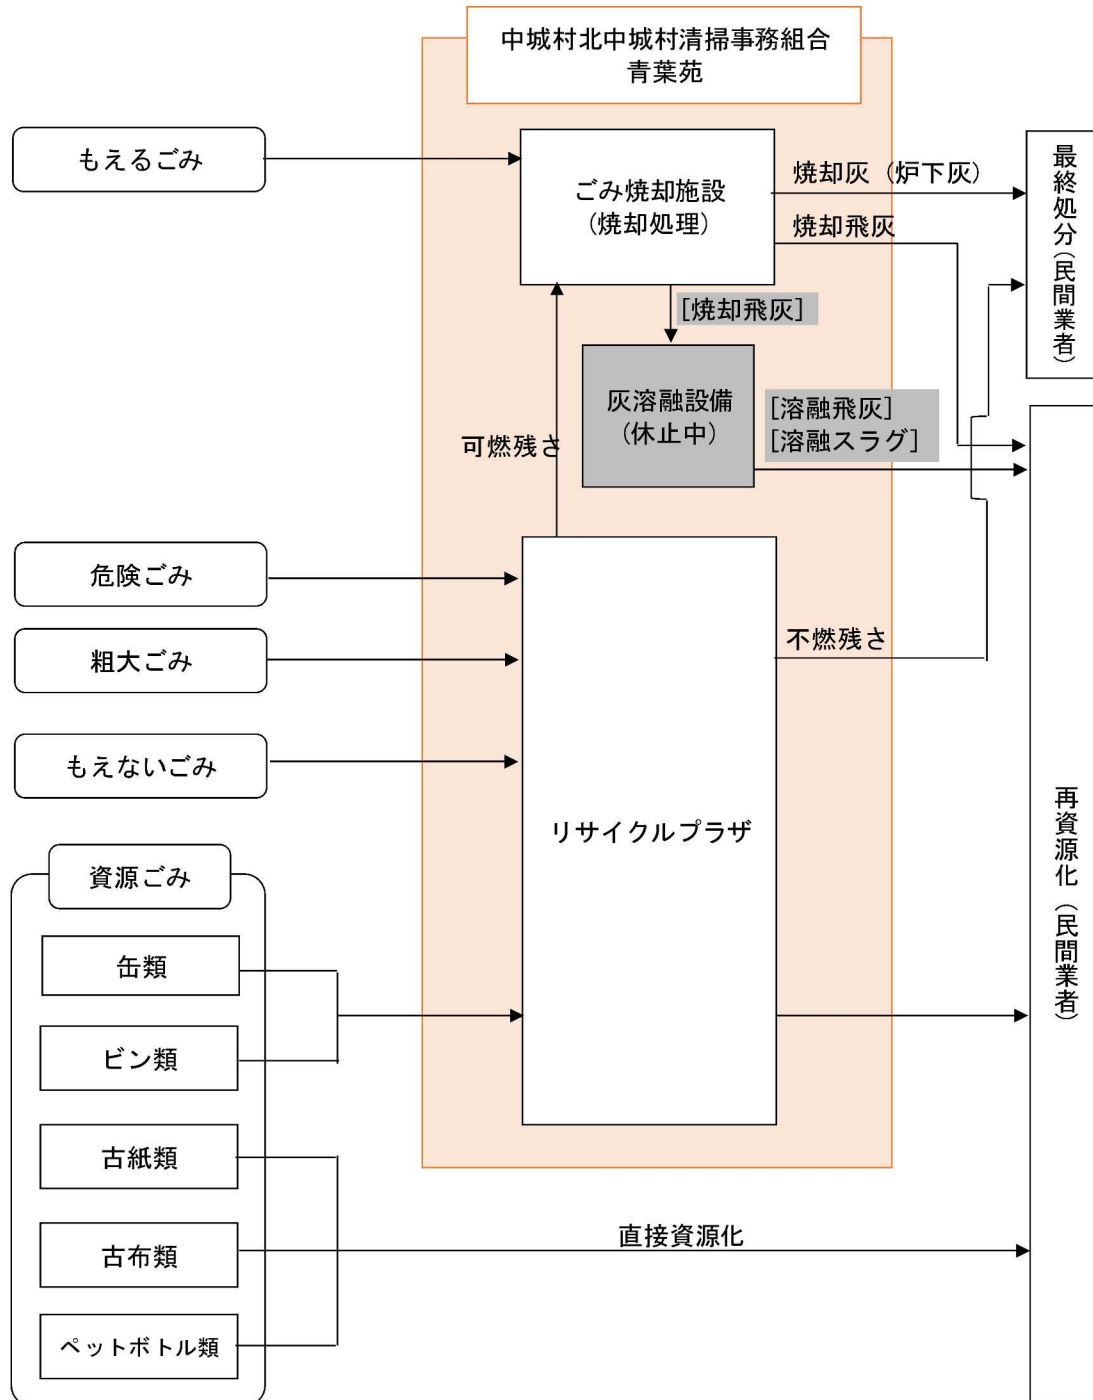 中城村北中城村清掃事務組合
青葉苑
もえるごみ
ごみ焼却施設
(焼却処理)
焼却灰（炉下灰）
焼却飛灰
最終処分（民間業者）
[焼却飛灰]
灰溶融設備
(休止中)
[溶融飛灰]
[溶融スラグ]
可燃残さ
危険ごみ
粗大ごみ
不燃残さ
もえないごみ
リサイクルプラザ
再資源化（民間業者）
資源ごみ
缶類
ビン類
古紙類
古布類
直接資源化
ペットボトル類